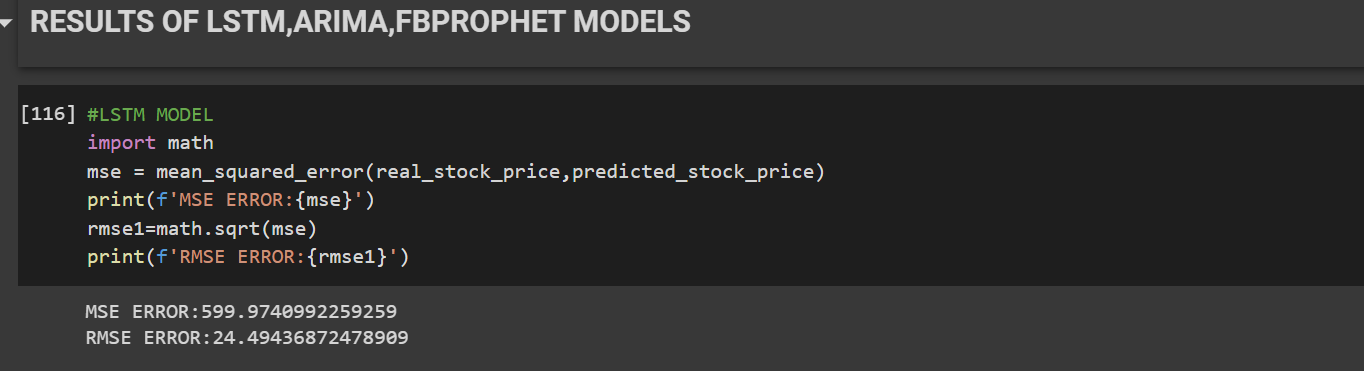 RESULTS OF LSTM,ARIMA,FBPROPHET MODELS
[116] #LSTM MODEL
import math
mse = mean_squared_error(real_stock_price,predicted_stock_price)
print(f'MSE ERROR:{mse}')
rmse1=math.sqrt(mse)
print(f'RMSE ERROR:{rmse1}')
MSE ERROR:599.9740992259259
RMSE ERROR:24.49436872478909